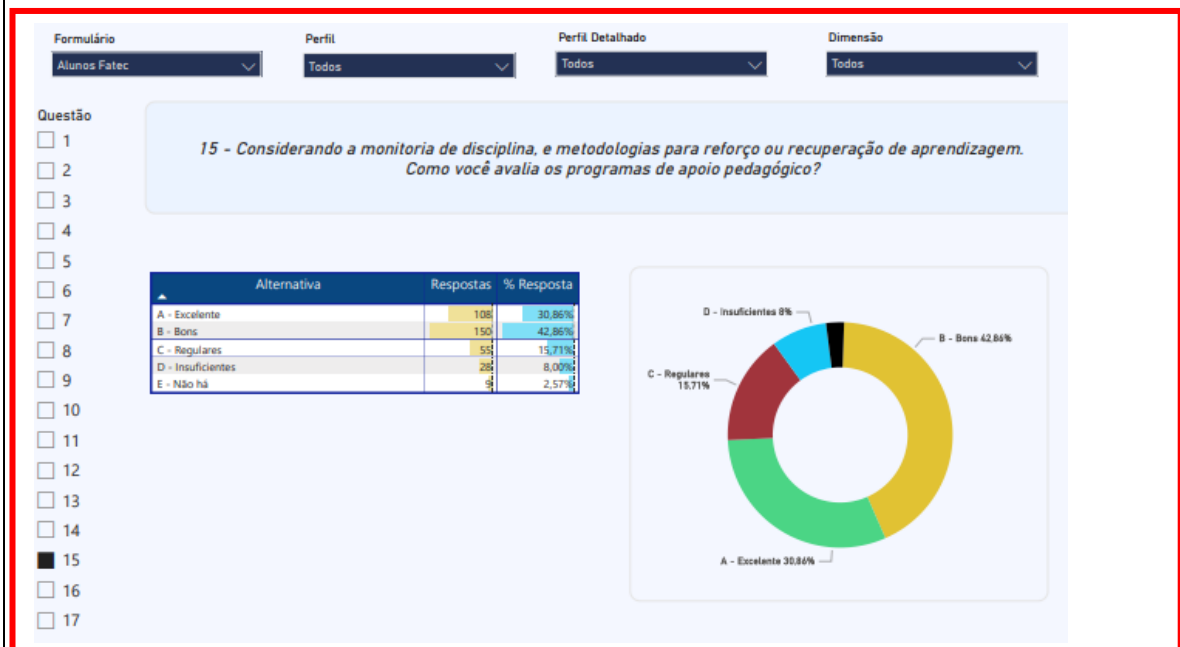 Formulário Perfil Perfil Detalhado Dimensão
Alunos Fatec Todos Todos Todos
Questão
1
2
3
4
5
6
7
8
9
10
11
12
13
14
15
16
17
15 - Considerando a monitoria de disciplina, e metodologias para reforço ou recuperação de aprendizagem.
Como você avalia os programas de apoio pedagógico?
Alternativa Respostas % Resposta
A - Excelente 108 30,86%
B - Bons 150 42,86%
C - Regulares 55 15,71%
D - Insuficientes 28 8,00%
E - Não há 9 2,57%
D - Insuficientes 8%
B - Bons 42,86%
C - Regulares
15,71%
A - Excelente 30,86%